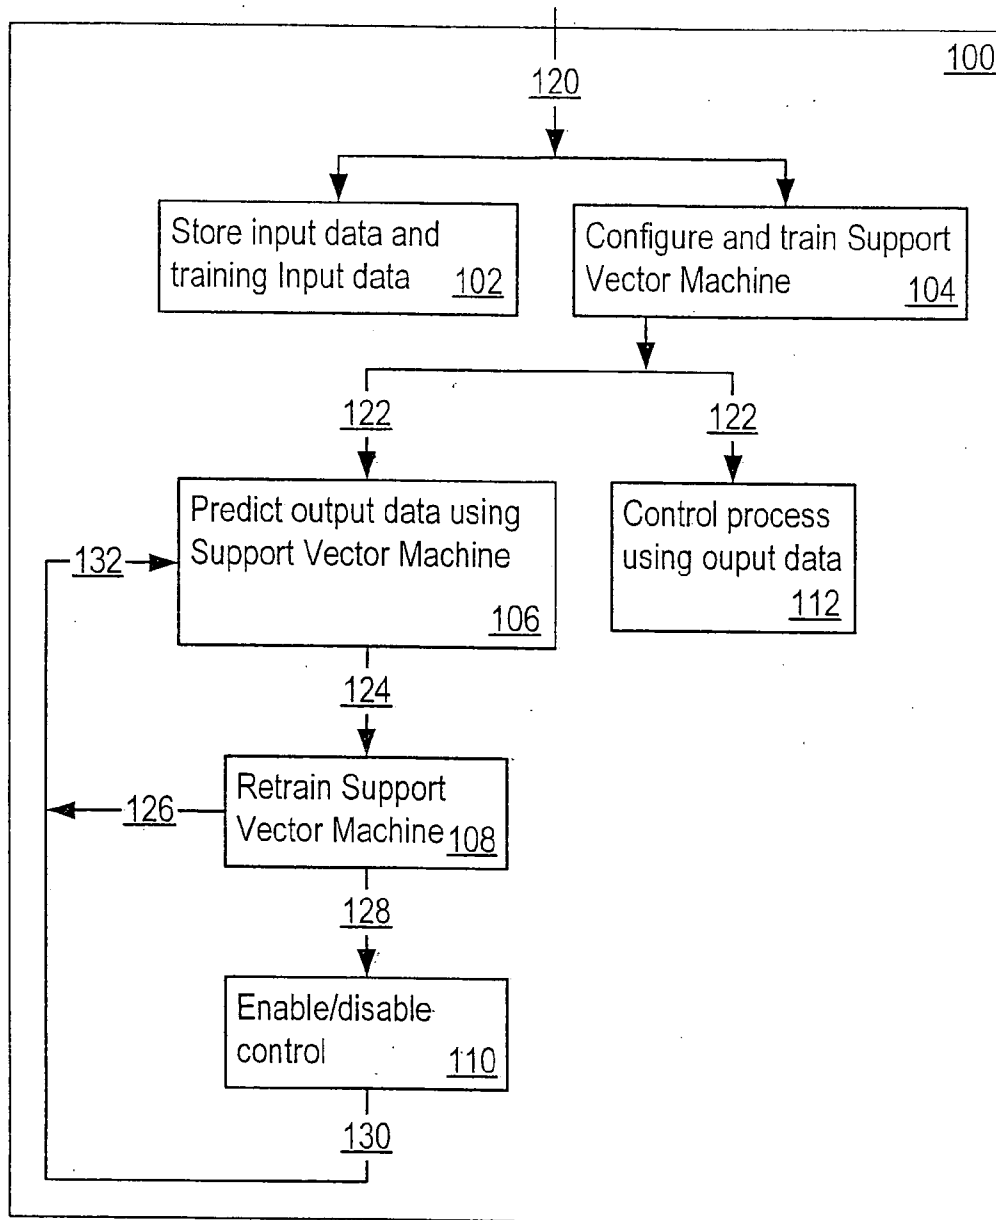 100
120
Store input data and
training Input data 102
Configure and train Support
Vector Machine 104
122
122
Predict output data using
Support Vector Machine
106
Control process
using ouput data
112
132
124
Retrain Support
Vector Machine 108
126
128
Enable/disable
control 110
130